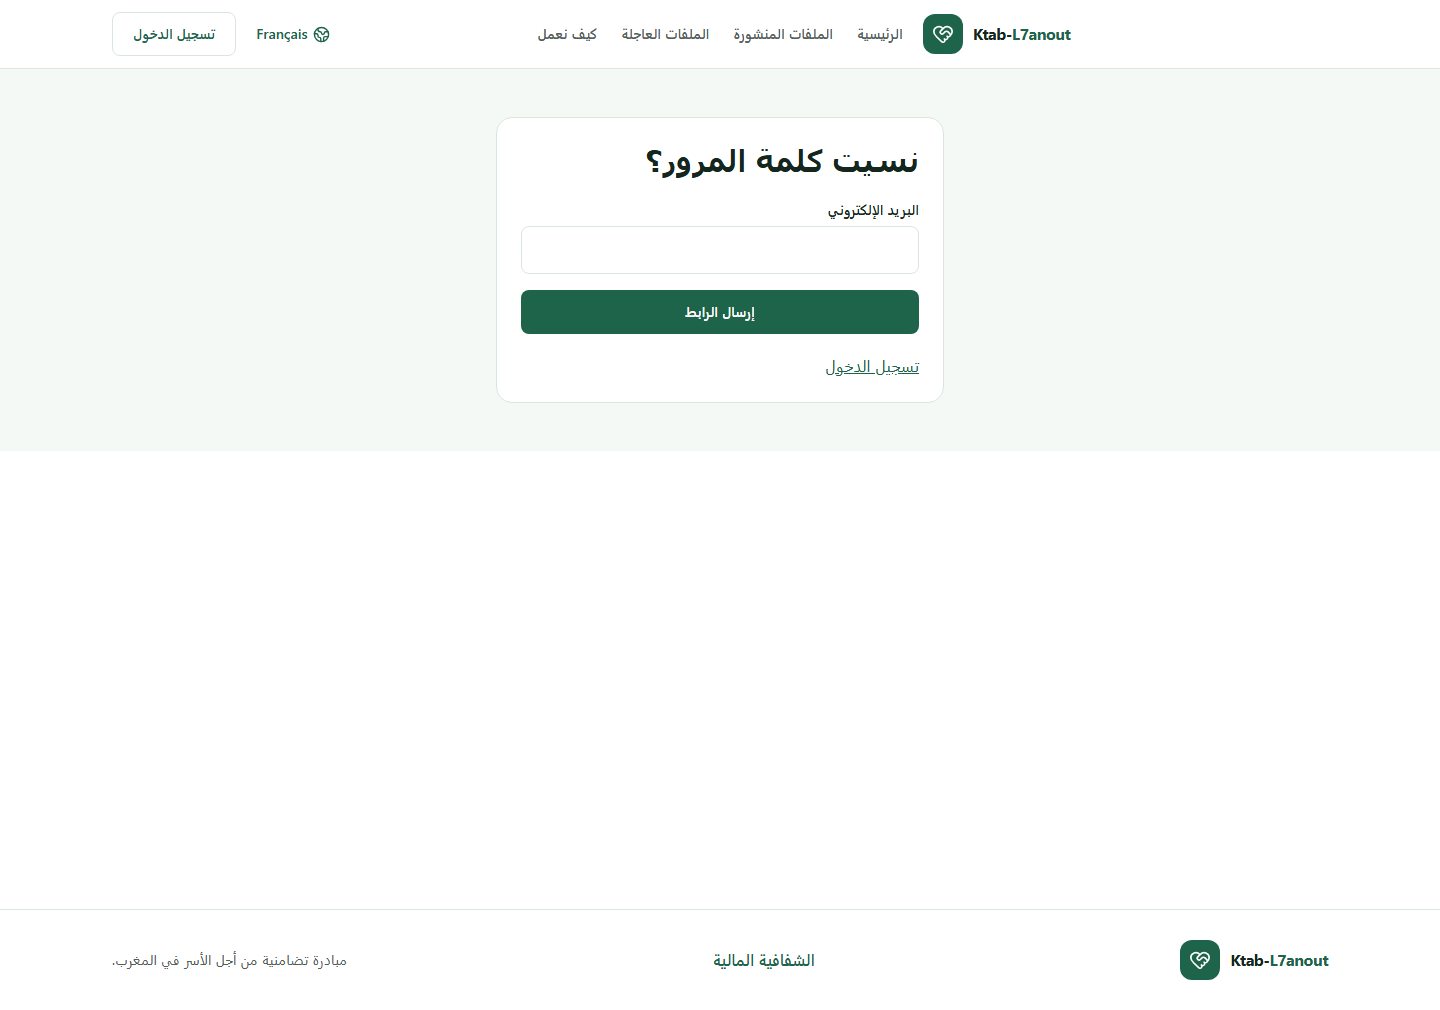 Ktab-L7anout
الرئيسية
الملفات المنشورة
الملفات العاجلة
كيف نعمل
Français
تسجيل الدخول
نسيت كلمة المرور؟
البريد الإلكتروني
إرسال الرابط
تسجيل الدخول
Ktab-L7anout
الشفافية المالية
مبادرة تضامنية من أجل الأسر في المغرب.